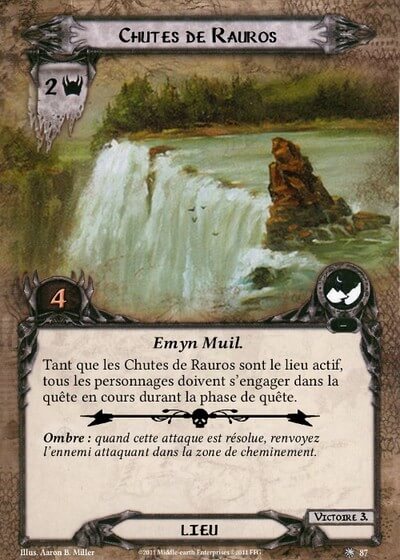 CHUTES DE RAUROS
2
4
–
Emyn Muil.
Tant que les Chutes de Rauros sont le lieu actif,
tous les personnages doivent s'engager dans la
quête en cours durant la phase de quête.
Ombre : quand cette attaque est résolue, renvoyez
l'ennemi attaquant dans la zone de cheminement.
VICTOIRE 3.
LIEU
Illus. Aaron B. Miller
©2011 Middle-earth Enterprises ©2011 FFG
87